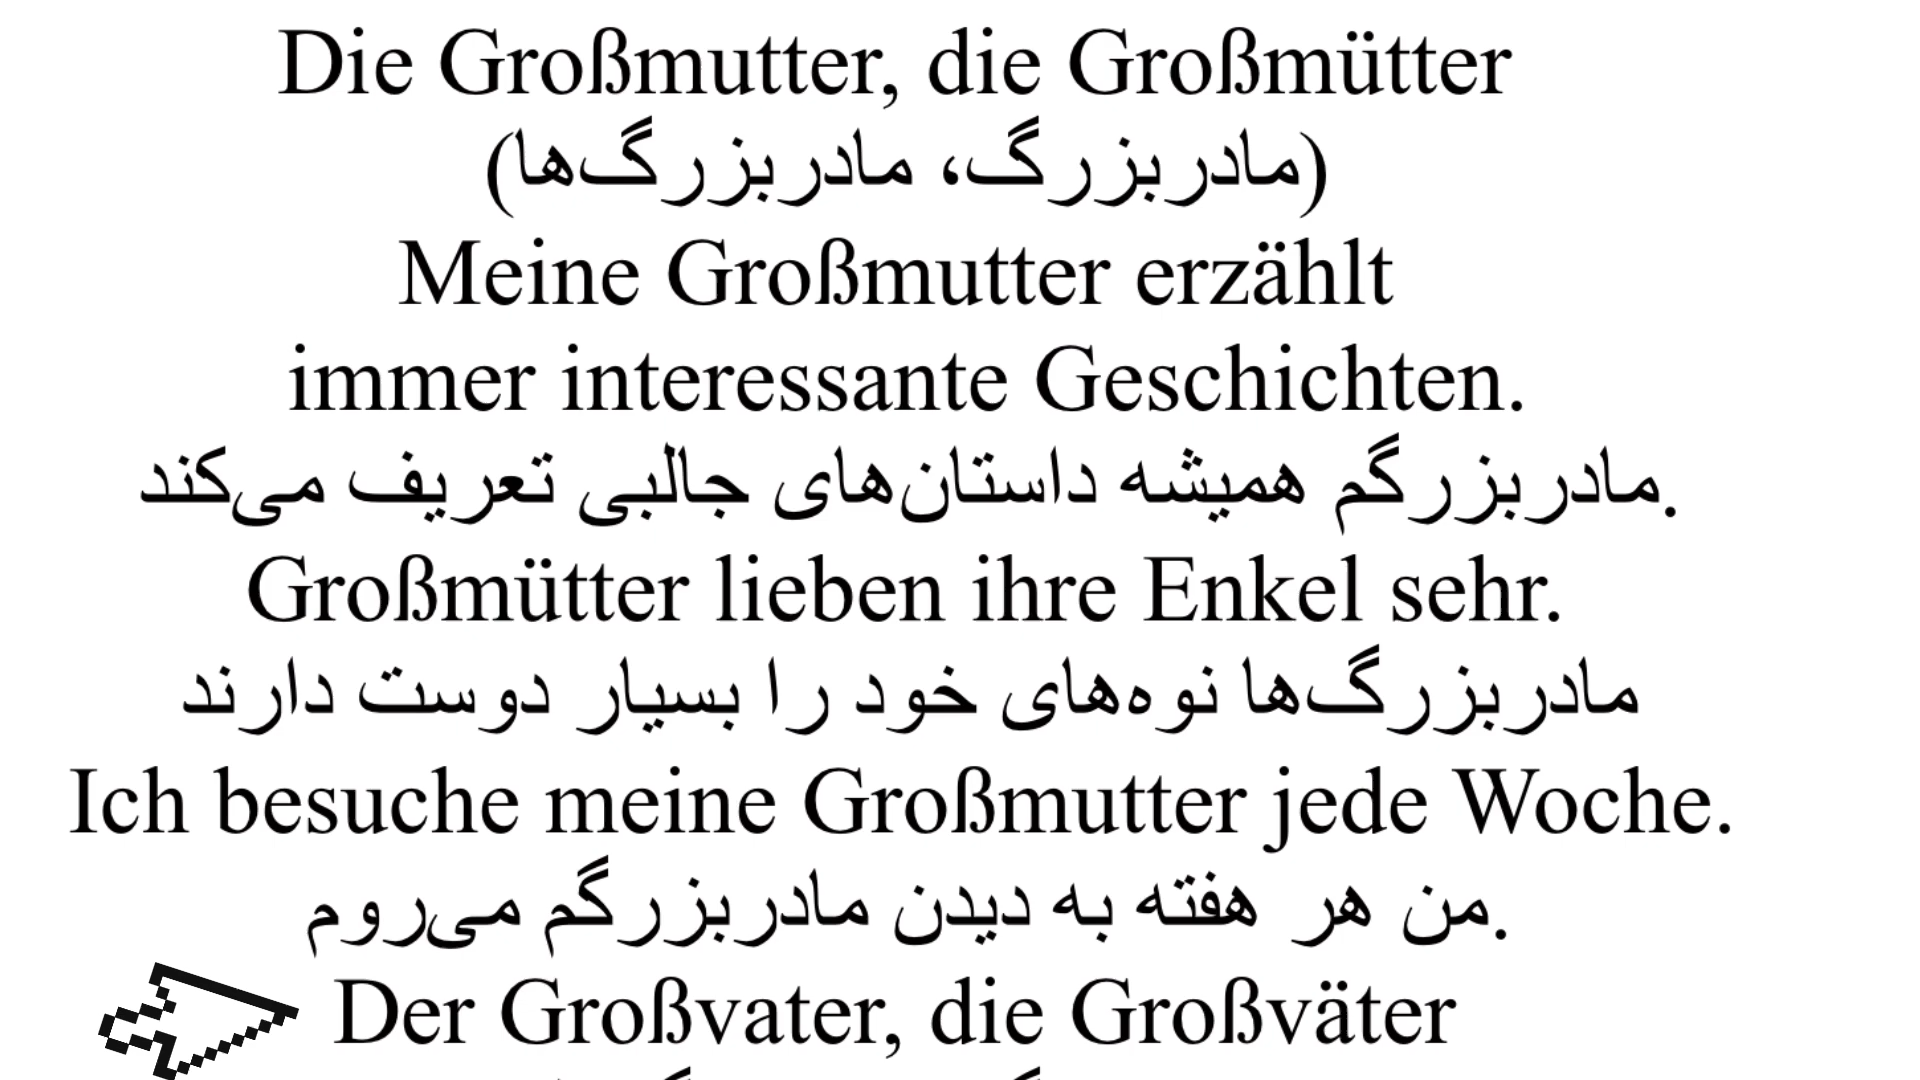 Die Großmutter, die Großmütter
(مادربزرگ، مادربزرگ‌ها)
Meine Großmutter erzählt
immer interessante Geschichten.
مادربزرگم همیشه داستان‌های جالبی تعریف می‌کند.
Großmütter lieben ihre Enkel sehr.
مادربزرگ‌ها نوه‌های خود را بسیار دوست دارند
Ich besuche meine Großmutter jede Woche.
من هر هفته به دیدن مادربزرگم می‌روم.
Der Großvater, die Großväter